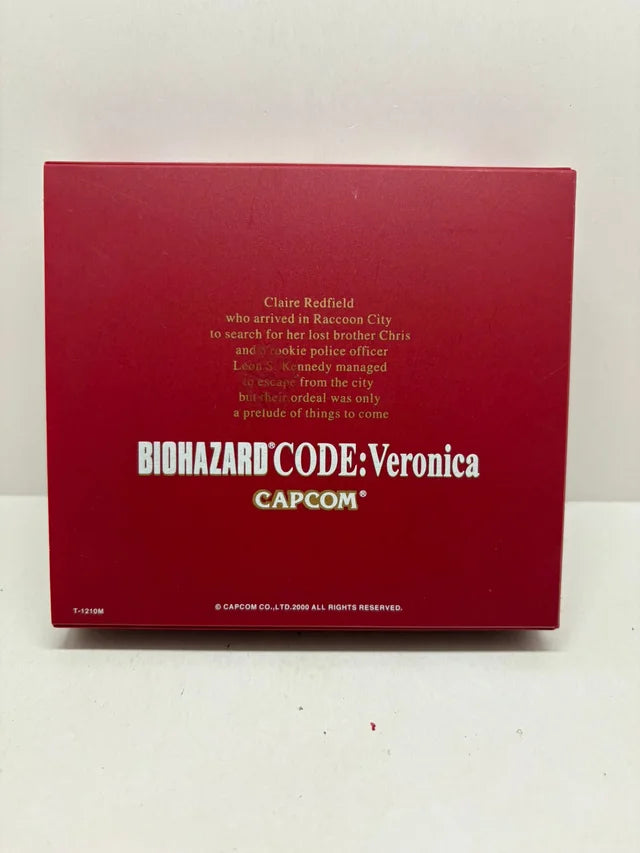 Claire Redfield
who arrived in Raccoon City
to search for her lost brother Chris
and a rookie police officer
Leon S. Kennedy managed
to escape from the city
but their ordeal was only
a prelude of things to come
BIOHAZARD® CODE:Veronica
CAPCOM®
T-1210M
© CAPCOM CO.,LTD.2000 ALL RIGHTS RESERVED.